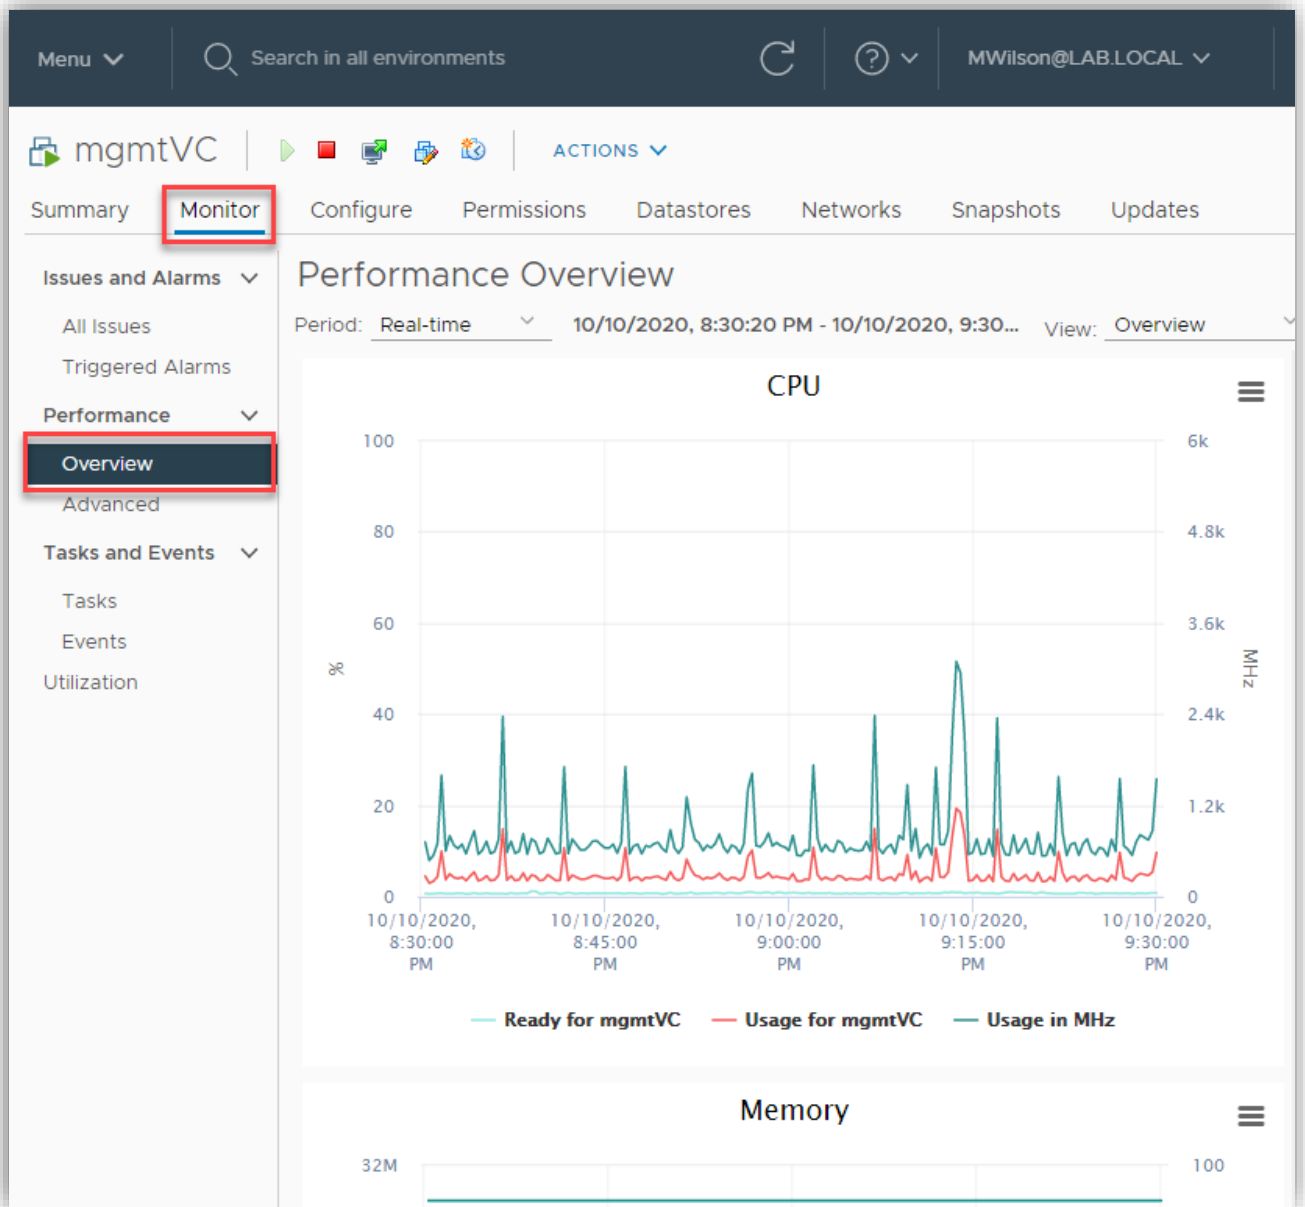 Menu
Search in all environments
MWilson@LAB.LOCAL
mgmtVC
ACTIONS
Summary Monitor Configure Permissions Datastores Networks Snapshots Updates
Issues and Alarms
All Issues
Triggered Alarms
Performance
Overview
Advanced
Tasks and Events
Tasks
Events
Utilization
Performance Overview
Period: Real-time 10/10/2020, 8:30:20 PM - 10/10/2020, 9:30... View: Overview
CPU
100 6k
80 4.8k
60 3.6k
% MHz
40 2.4k
20 1.2k
0 0
10/10/2020, 10/10/2020, 10/10/2020, 10/10/2020, 10/10/2020,
8:30:00 8:45:00 9:00:00 9:15:00 9:30:00
PM PM PM PM PM
Ready for mgmtVC Usage for mgmtVC Usage in MHz
Memory
32M 100